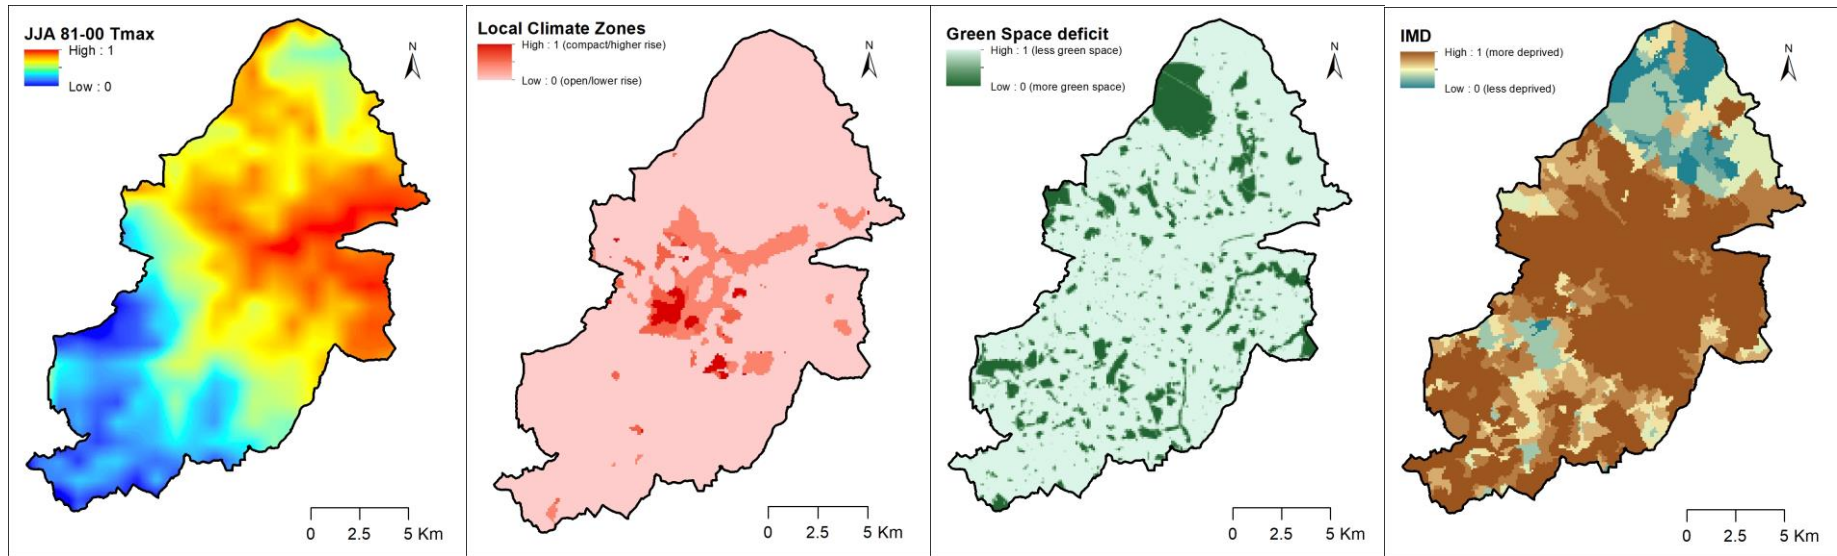 JJA 81-00 Tmax
High : 1
Low : 0
N
0 2.5 5 Km
Local Climate Zones
High : 1 (compact/higher rise)
Low : 0 (open/lower rise)
N
0 2.5 5 Km
Green Space deficit
High : 1 (less green space)
Low : 0 (more green space)
N
0 2.5 5 Km
IMD
High : 1 (more deprived)
Low : 0 (less deprived)
N
0 2.5 5 Km